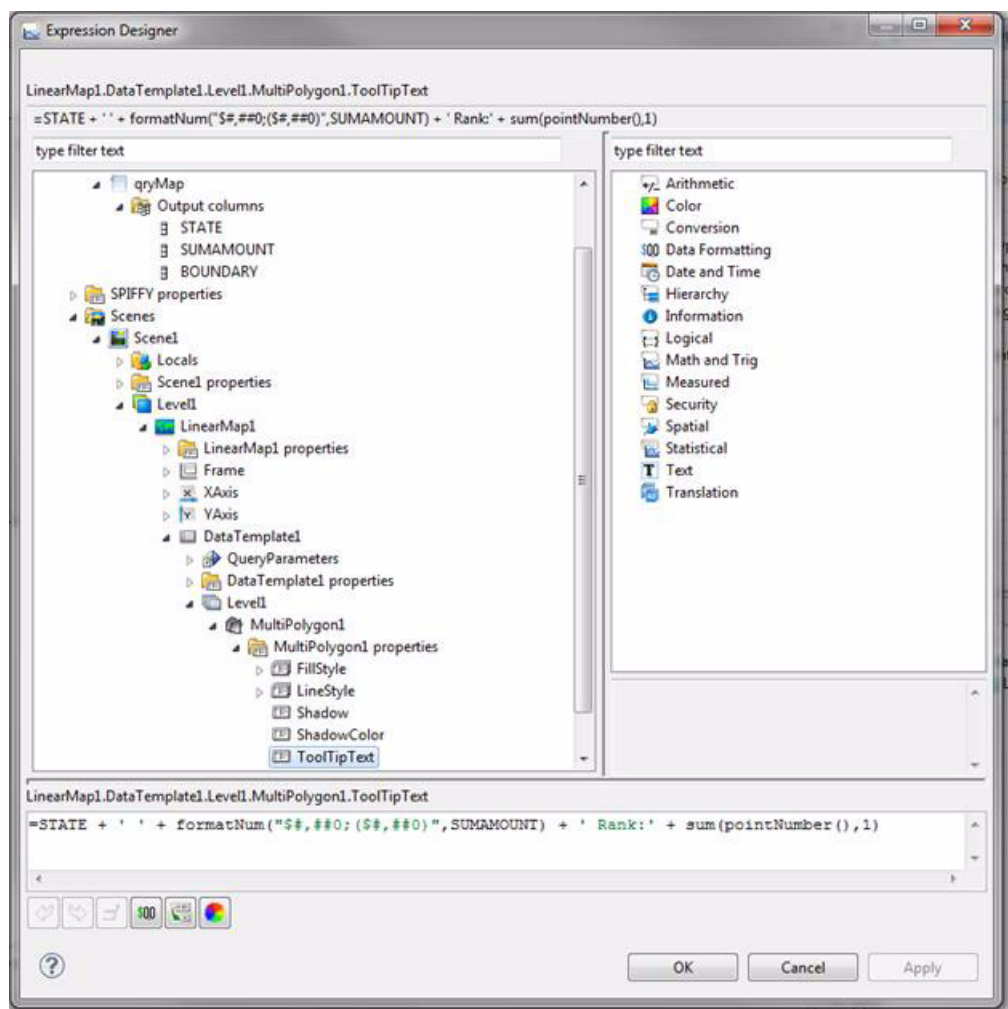 Expression Designer
LinearMap1.DataTemplate1.Level1.MultiPolygon1.ToolTipText
=STATE + ' ' + formatNum("$#,##0;($#,##0)",SUMAMOUNT) + ' Rank:' + sum(pointNumber(),1)
type filter text
qryMap
Output columns
STATE
SUMAMOUNT
BOUNDARY
SPIFFY properties
Scenes
Scene1
Locals
Scene1 properties
Level1
LinearMap1
LinearMap1 properties
Frame
XAxis
YAxis
DataTemplate1
QueryParameters
DataTemplate1 properties
Level1
MultiPolygon1
MultiPolygon1 properties
FillStyle
LineStyle
Shadow
ShadowColor
ToolTipText
type filter text
Arithmetic
Color
Conversion
Data Formatting
Date and Time
Hierarchy
Information
Logical
Math and Trig
Measured
Security
Spatial
Statistical
Text
Translation
LinearMap1.DataTemplate1.Level1.MultiPolygon1.ToolTipText
=STATE + ' ' + formatNum("$#,##0;($#,##0)",SUMAMOUNT) + ' Rank:' + sum(pointNumber(),1)
$00
OK
Cancel
Apply